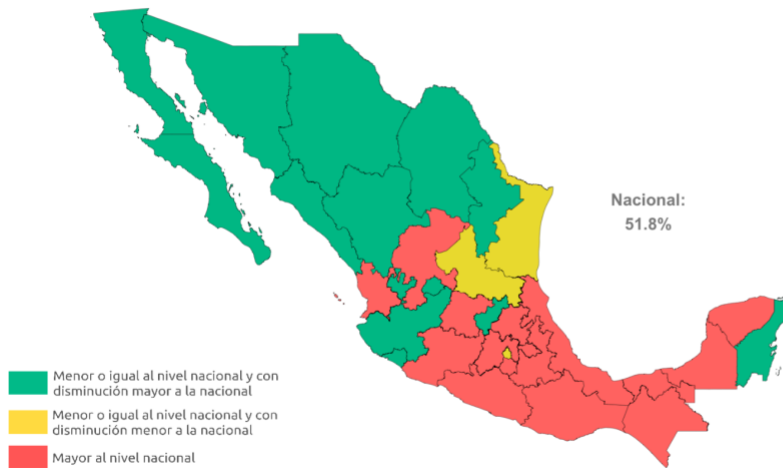 Nacional:
51.8%
Menor o igual al nivel nacional y con
disminución mayor a la nacional
Menor o igual al nivel nacional y con
disminución menor a la nacional
Mayor al nivel nacional